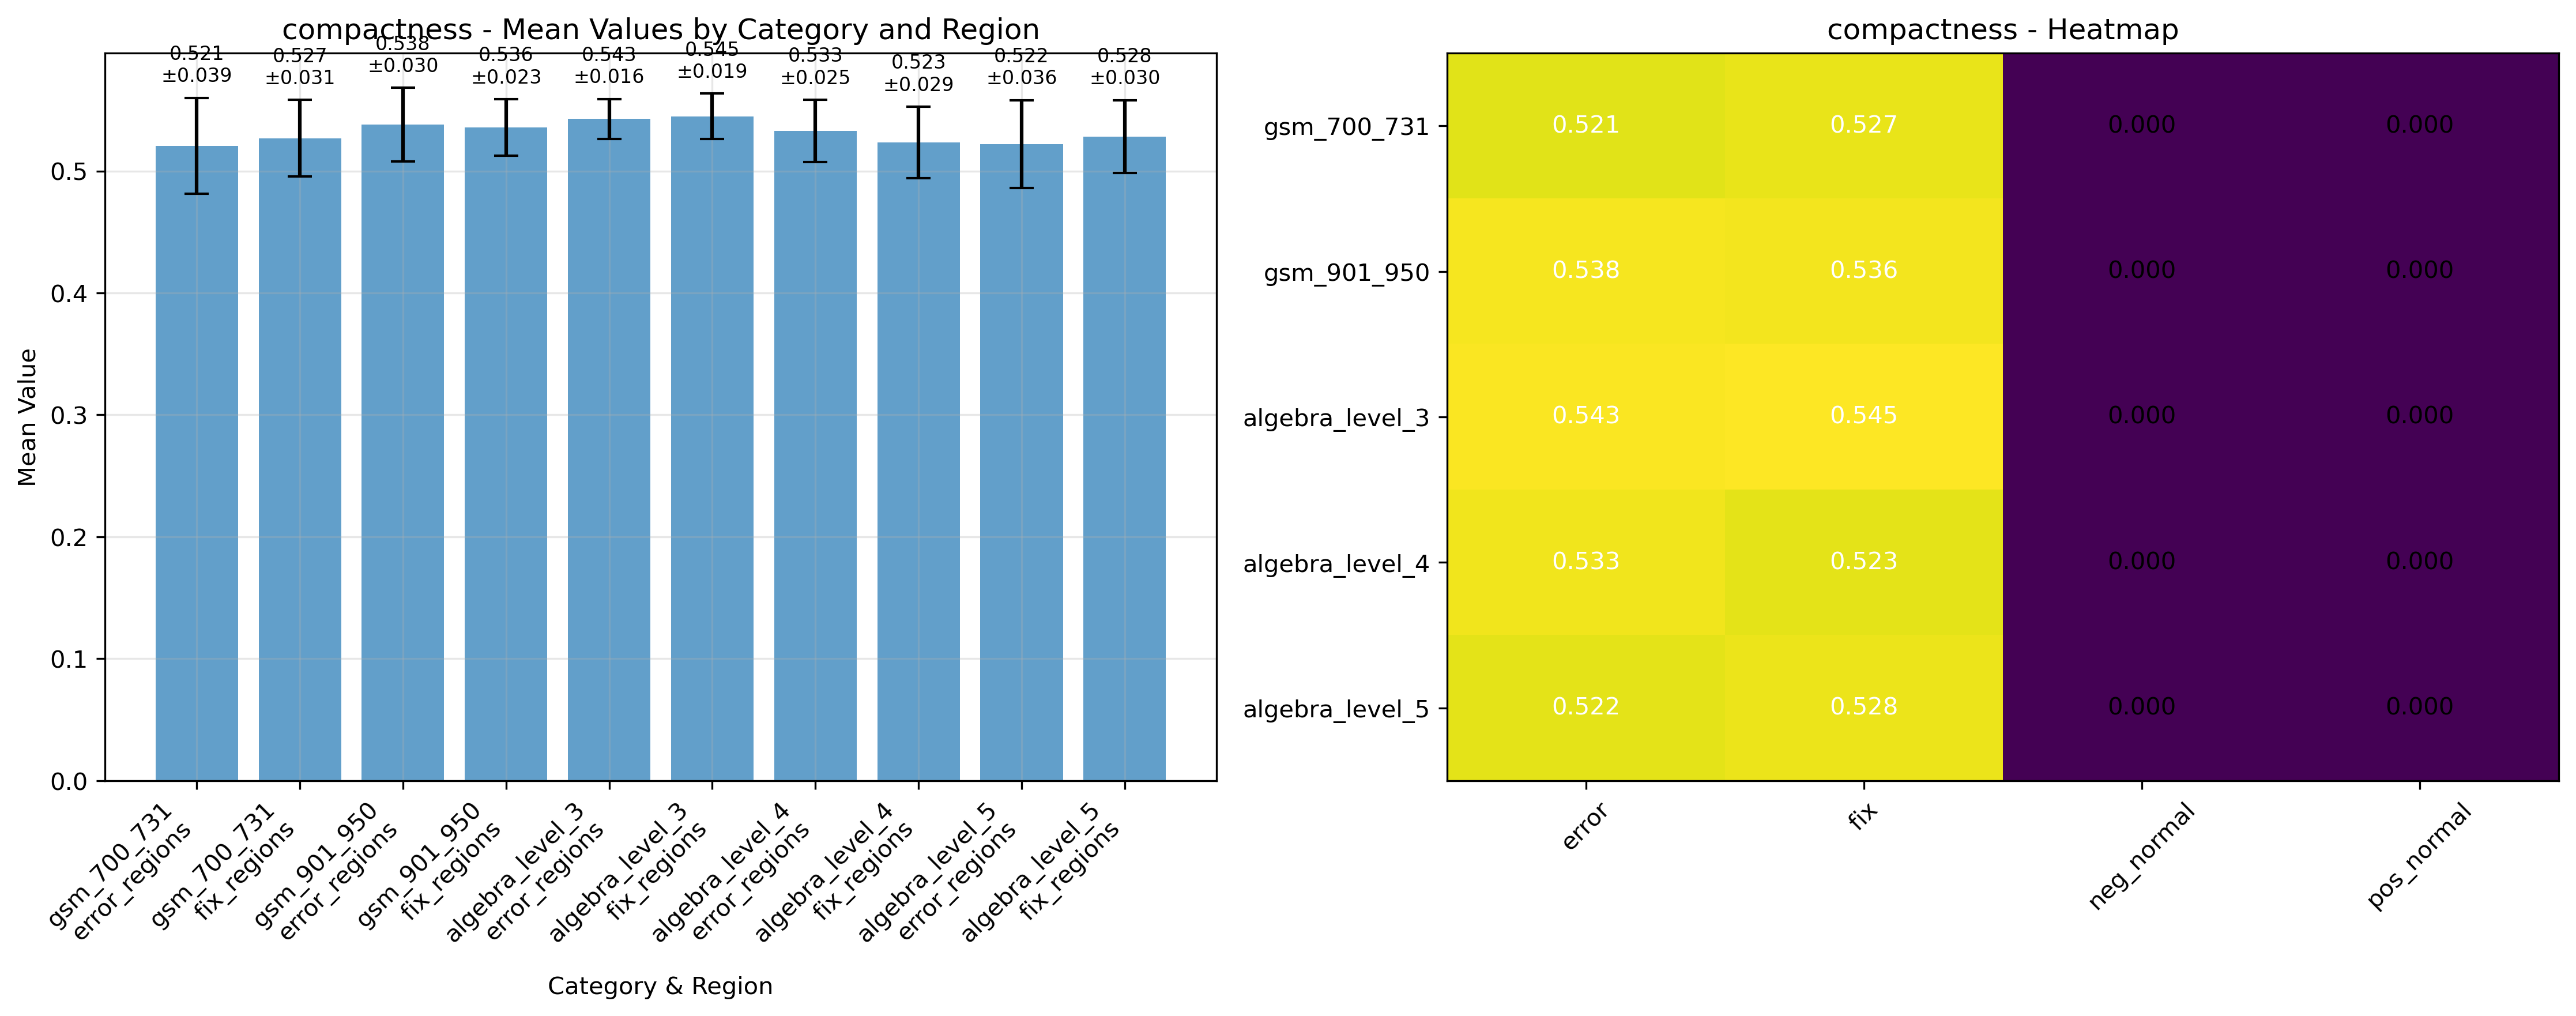 compactness - Mean Values by Category and Region
0.521
±0.039
0.527
±0.031
0.538
±0.030
0.536
±0.023
0.543
±0.016
0.545
±0.019
0.533
±0.025
0.523
±0.029
0.522
±0.036
0.528
±0.030
Mean Value
0.5
0.4
0.3
0.2
0.1
0.0
gsm_700_731
error_regions
gsm_700_731
fix_regions
gsm_901_950
error_regions
gsm_901_950
fix_regions
algebra_level_3
error_regions
algebra_level_3
fix_regions
algebra_level_4
error_regions
algebra_level_4
fix_regions
algebra_level_5
error_regions
algebra_level_5
fix_regions
Category & Region
compactness - Heatmap
gsm_700_731 0.521 0.527 0.000 0.000
gsm_901_950 0.538 0.536 0.000 0.000
algebra_level_3 0.543 0.545 0.000 0.000
algebra_level_4 0.533 0.523 0.000 0.000
algebra_level_5 0.522 0.528 0.000 0.000
error fix neg_normal pos_normal